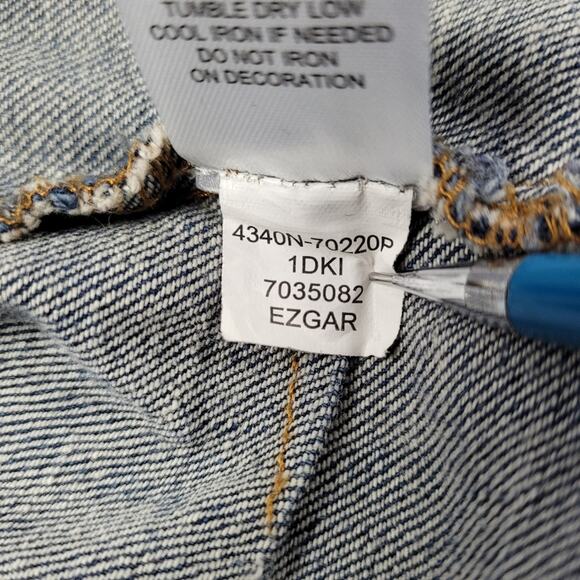 TUMBLE DRY LOW
COOL IRON IF NEEDED
DO NOT IRON
ON DECORATION
4340N-70220P
1DKI
7035082
EZGAR